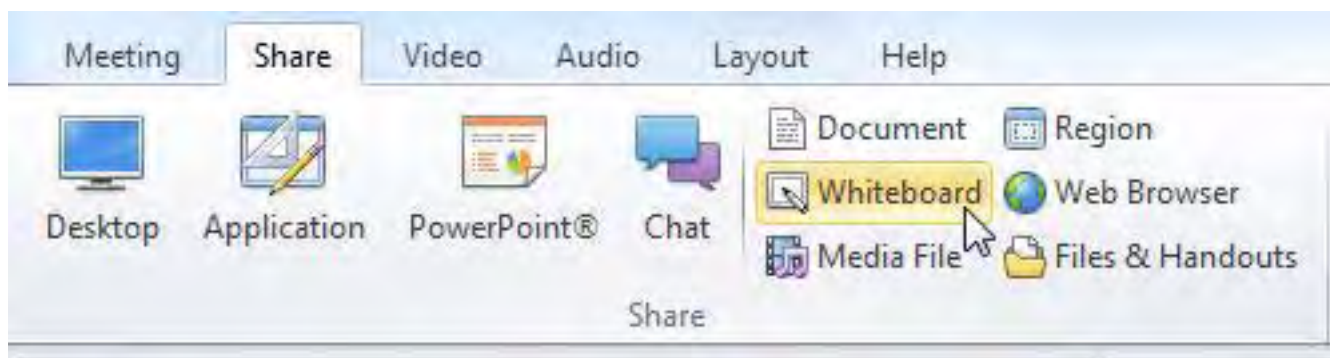 Meeting Share Video Audio Layout Help
Document Region
Whiteboard Web Browser
Desktop Application PowerPoint® Chat
Media File Files & Handouts
Share